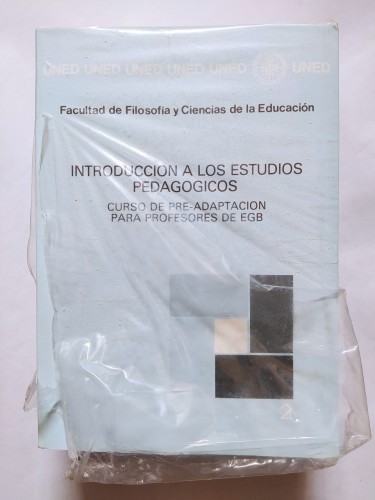 UNED UNED UNED UNED UNED UNED
Facultad de Filosofía y Ciencias de la Educación
INTRODUCCION A LOS ESTUDIOS
PEDAGOGICOS
CURSO DE PRE-ADAPTACION
PARA PROFESORES DE EGB
2